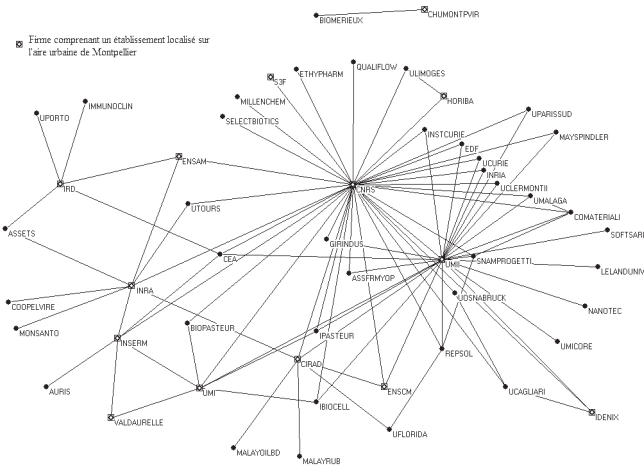 BIOMERIEUX
CHUMONTPVIR
Firme comprenant un établissement localisé sur
l'aire urbaine de Montpellier
S3F
ETHYPHARM
QUALIFLOW
ULIMOGES
HORIBA
MILLENCHEM
SELECTBIOTICS
IMMUNOCLIN
UPORTO
UPARISSUD
INSTCURIE
MAYSPINDLER
EDF
UCURIE
INRIA
ENSAM
IRD
CNRS
UCLERMONTII
UMALAGA
UTOURS
COMATERIALI
ASSETS
SOFTSARI
GIRINDUS
CEA
UMII
SNAMPROGETTI
LELANDUNIV
ASSFRMYOP
INRA
UOSNABRUCK
COOPELVIRE
NANOTEC
MONSANTO
BIOPASTEUR
IPASTEUR
INSERM
UMICORE
REPSOL
CIRAD
AURIS
UMI
ENSCM
UCAGLIARI
IBIOCELL
IDENIX
VALDAURELLE
UFLORIDA
MALAYOILBD
MALAYRUB